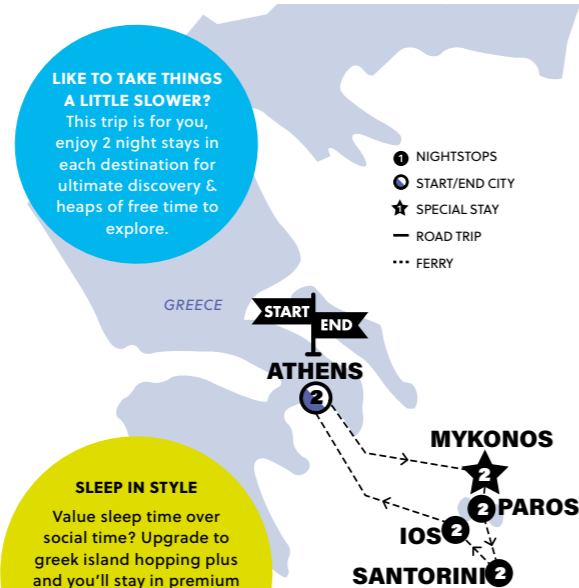 LIKE TO TAKE THINGS
A LITTLE SLOWER?
This trip is for you,
enjoy 2 night stays in
each destination for
ultimate discovery &
heaps of free time to
explore.
1 NIGHTSTOPS
START/END CITY
1 SPECIAL STAY
ROAD TRIP
FERRY
GREECE
START
END
ATHENS
2
MYKONOS
2
2 PAROS
IOS 2
SANTORINI 2
SLEEP IN STYLE
Value sleep time over
social time? Upgrade to
greek island hopping plus
and you'll stay in premium